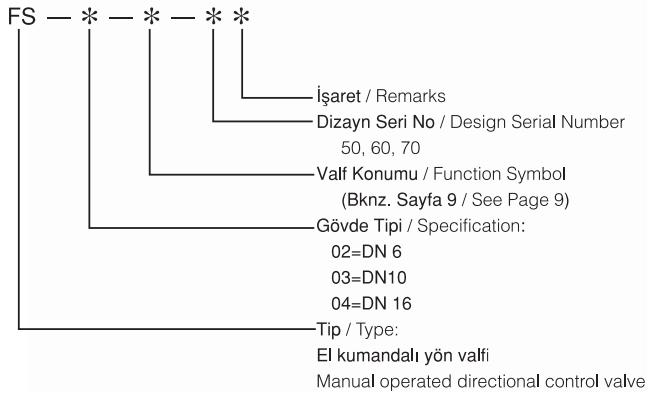 FS — * — * — * *
İşaret / Remarks
Dizayn Seri No / Design Serial Number
50, 60, 70
Valf Konumu / Function Symbol
(Bknz. Sayfa 9 / See Page 9)
Gövde Tipi / Specification:
02=DN 6
03=DN10
04=DN 16
Tip / Type:
El kumandalı yön valfi
Manual operated directional control valve